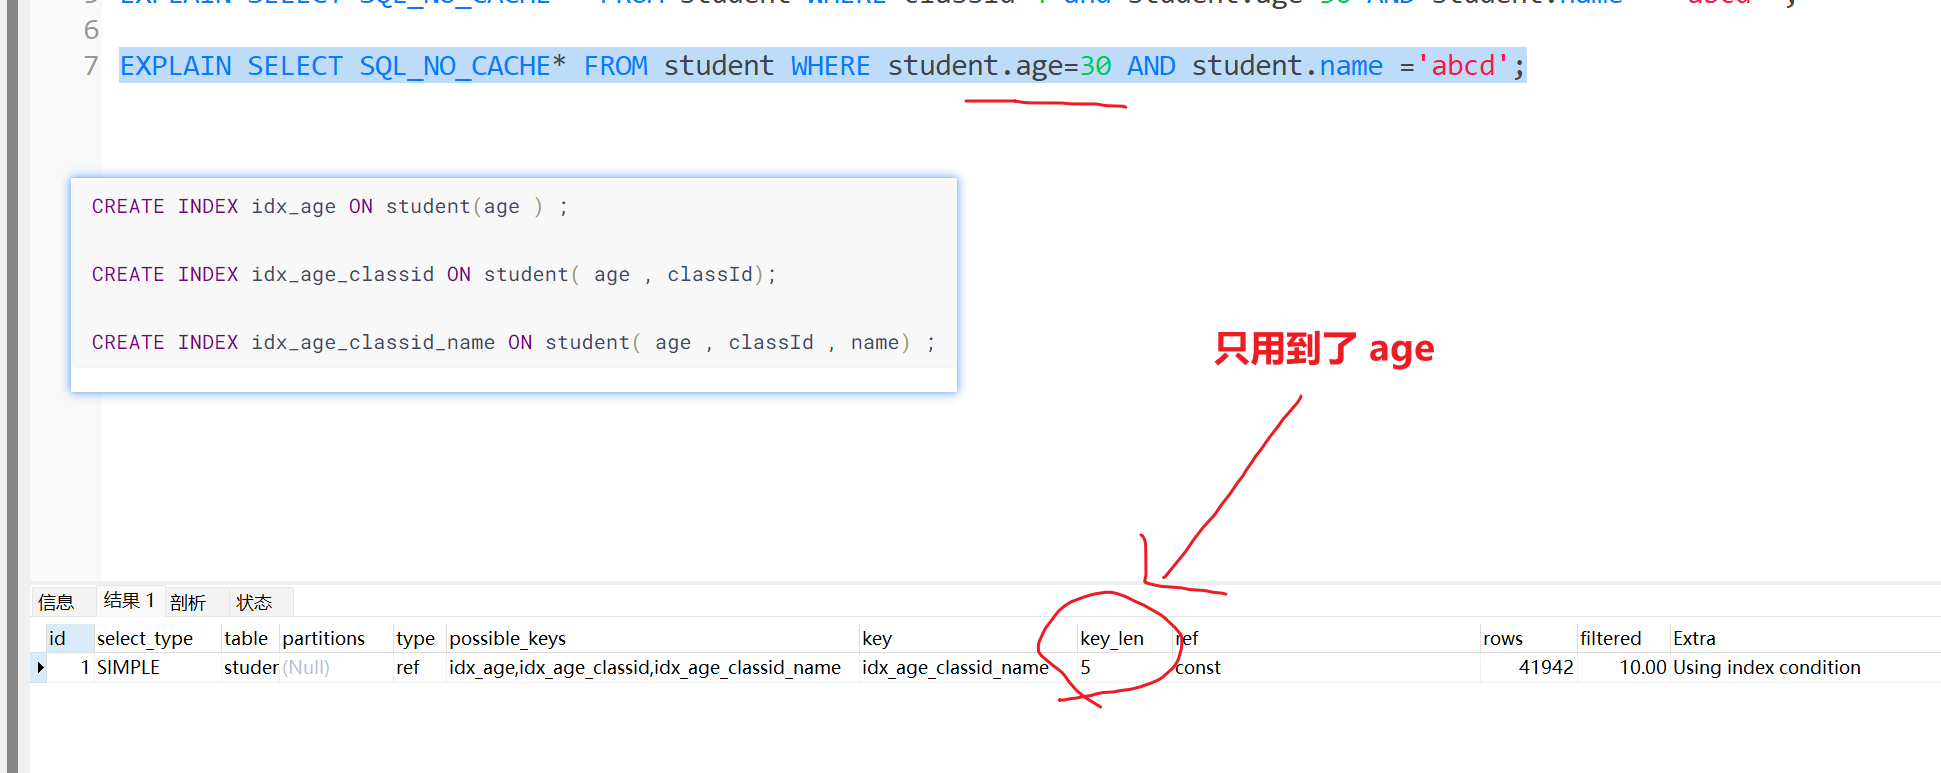 6
7 EXPLAIN SELECT SQL_NO_CACHE* FROM student WHERE student.age=30 AND student.name ='abcd';
CREATE INDEX idx_age ON student(age ) ;
CREATE INDEX idx_age_classid ON student( age , classId);
CREATE INDEX idx_age_classid_name ON student( age , classId , name) ;
只用到了 age
信息 结果 1 剖析 状态
id select_type table partitions type possible_keys key key_len ref rows filtered Extra
1 SIMPLE studer (Null) ref idx_age,idx_age_classid,idx_age_classid_name idx_age_classid_name 5 const 41942 10.00 Using index condition